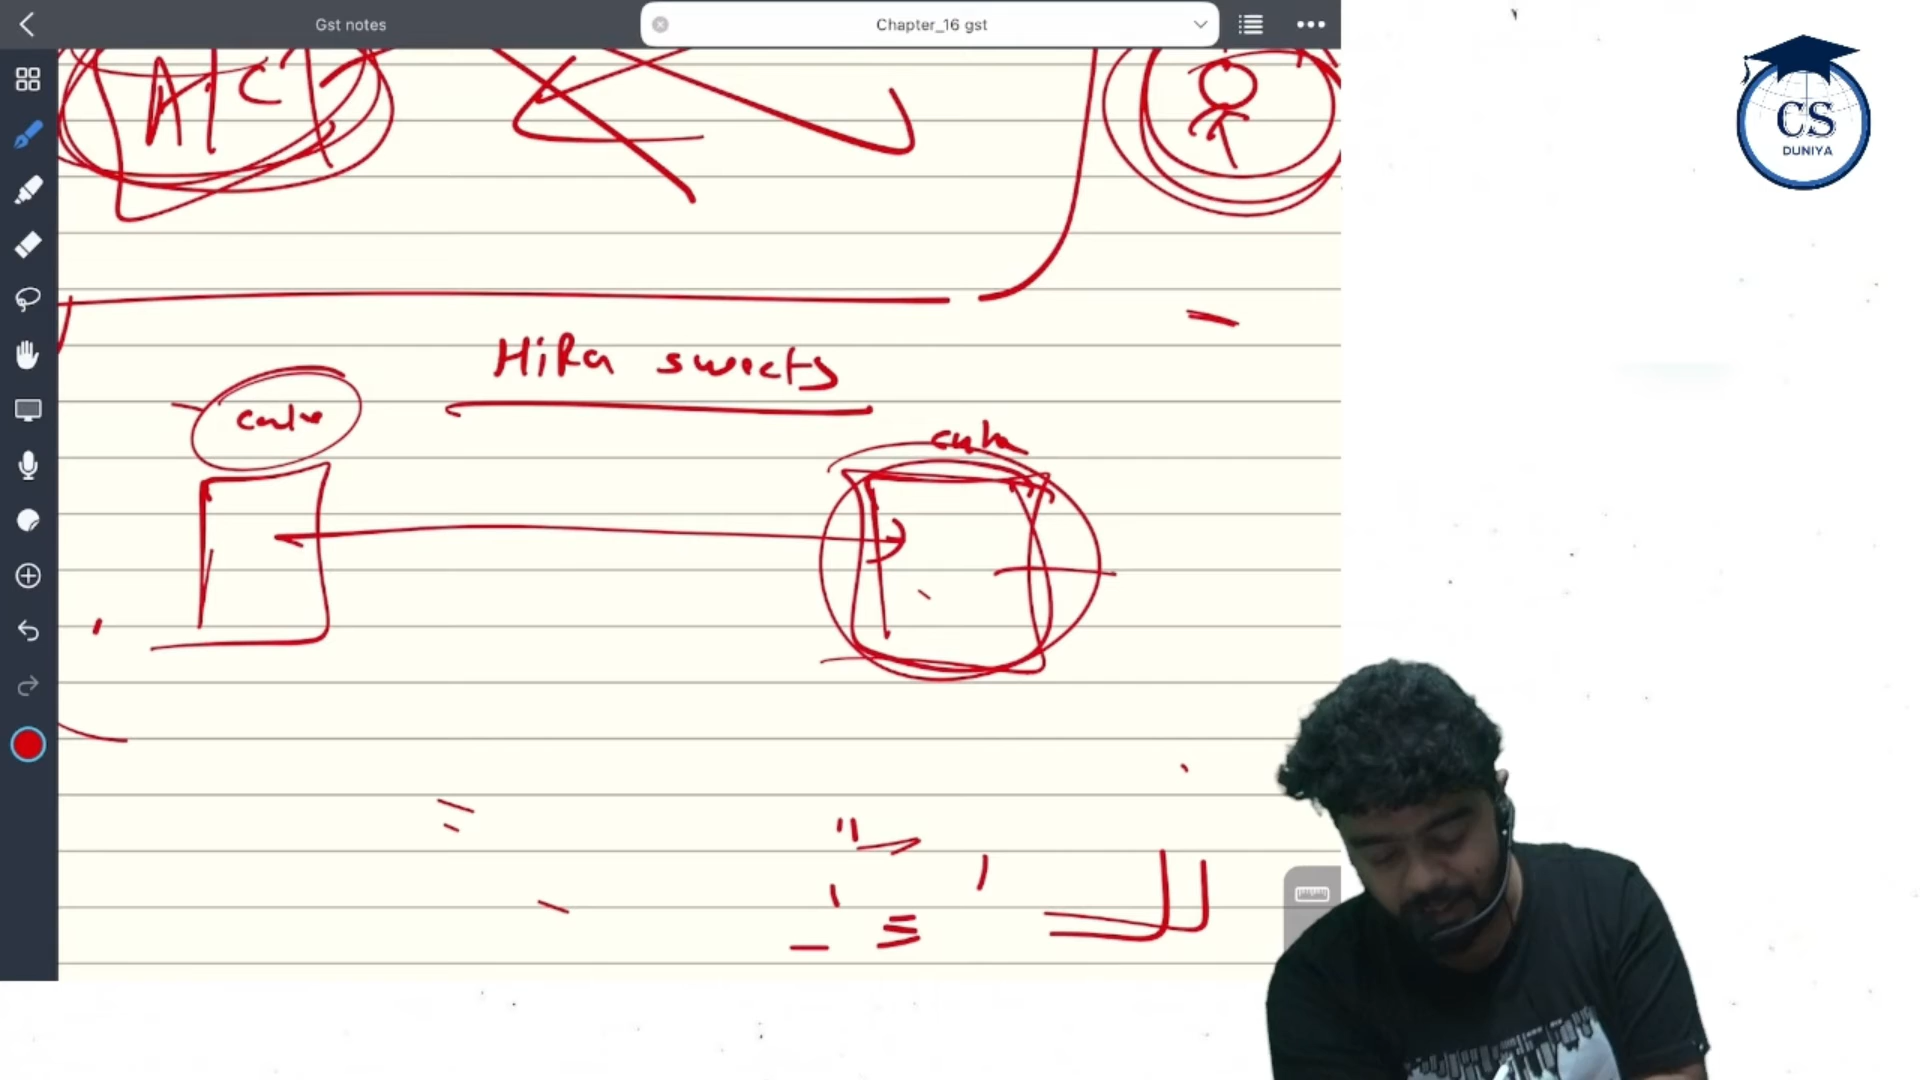 Gst notes
Chapter_16 gst
CS
DUNIYA
A/C
HiRa sweets